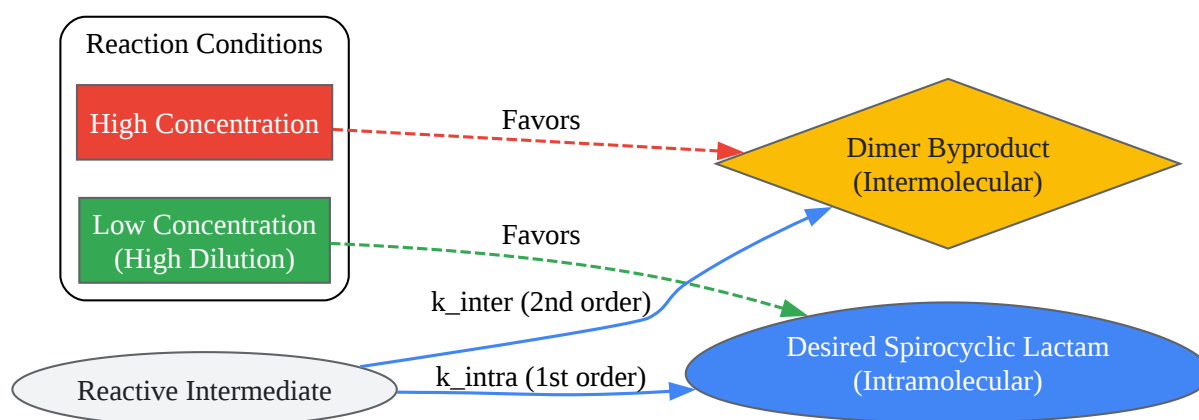 Reaction Conditions
High Concentration
Favors
Dimer Byproduct
(Intermolecular)
Low Concentration
(High Dilution)
Favors
k_inter (2nd order)
Desired Spirocyclic Lactam
(Intramolecular)
Reactive Intermediate
k_intra (1st order)